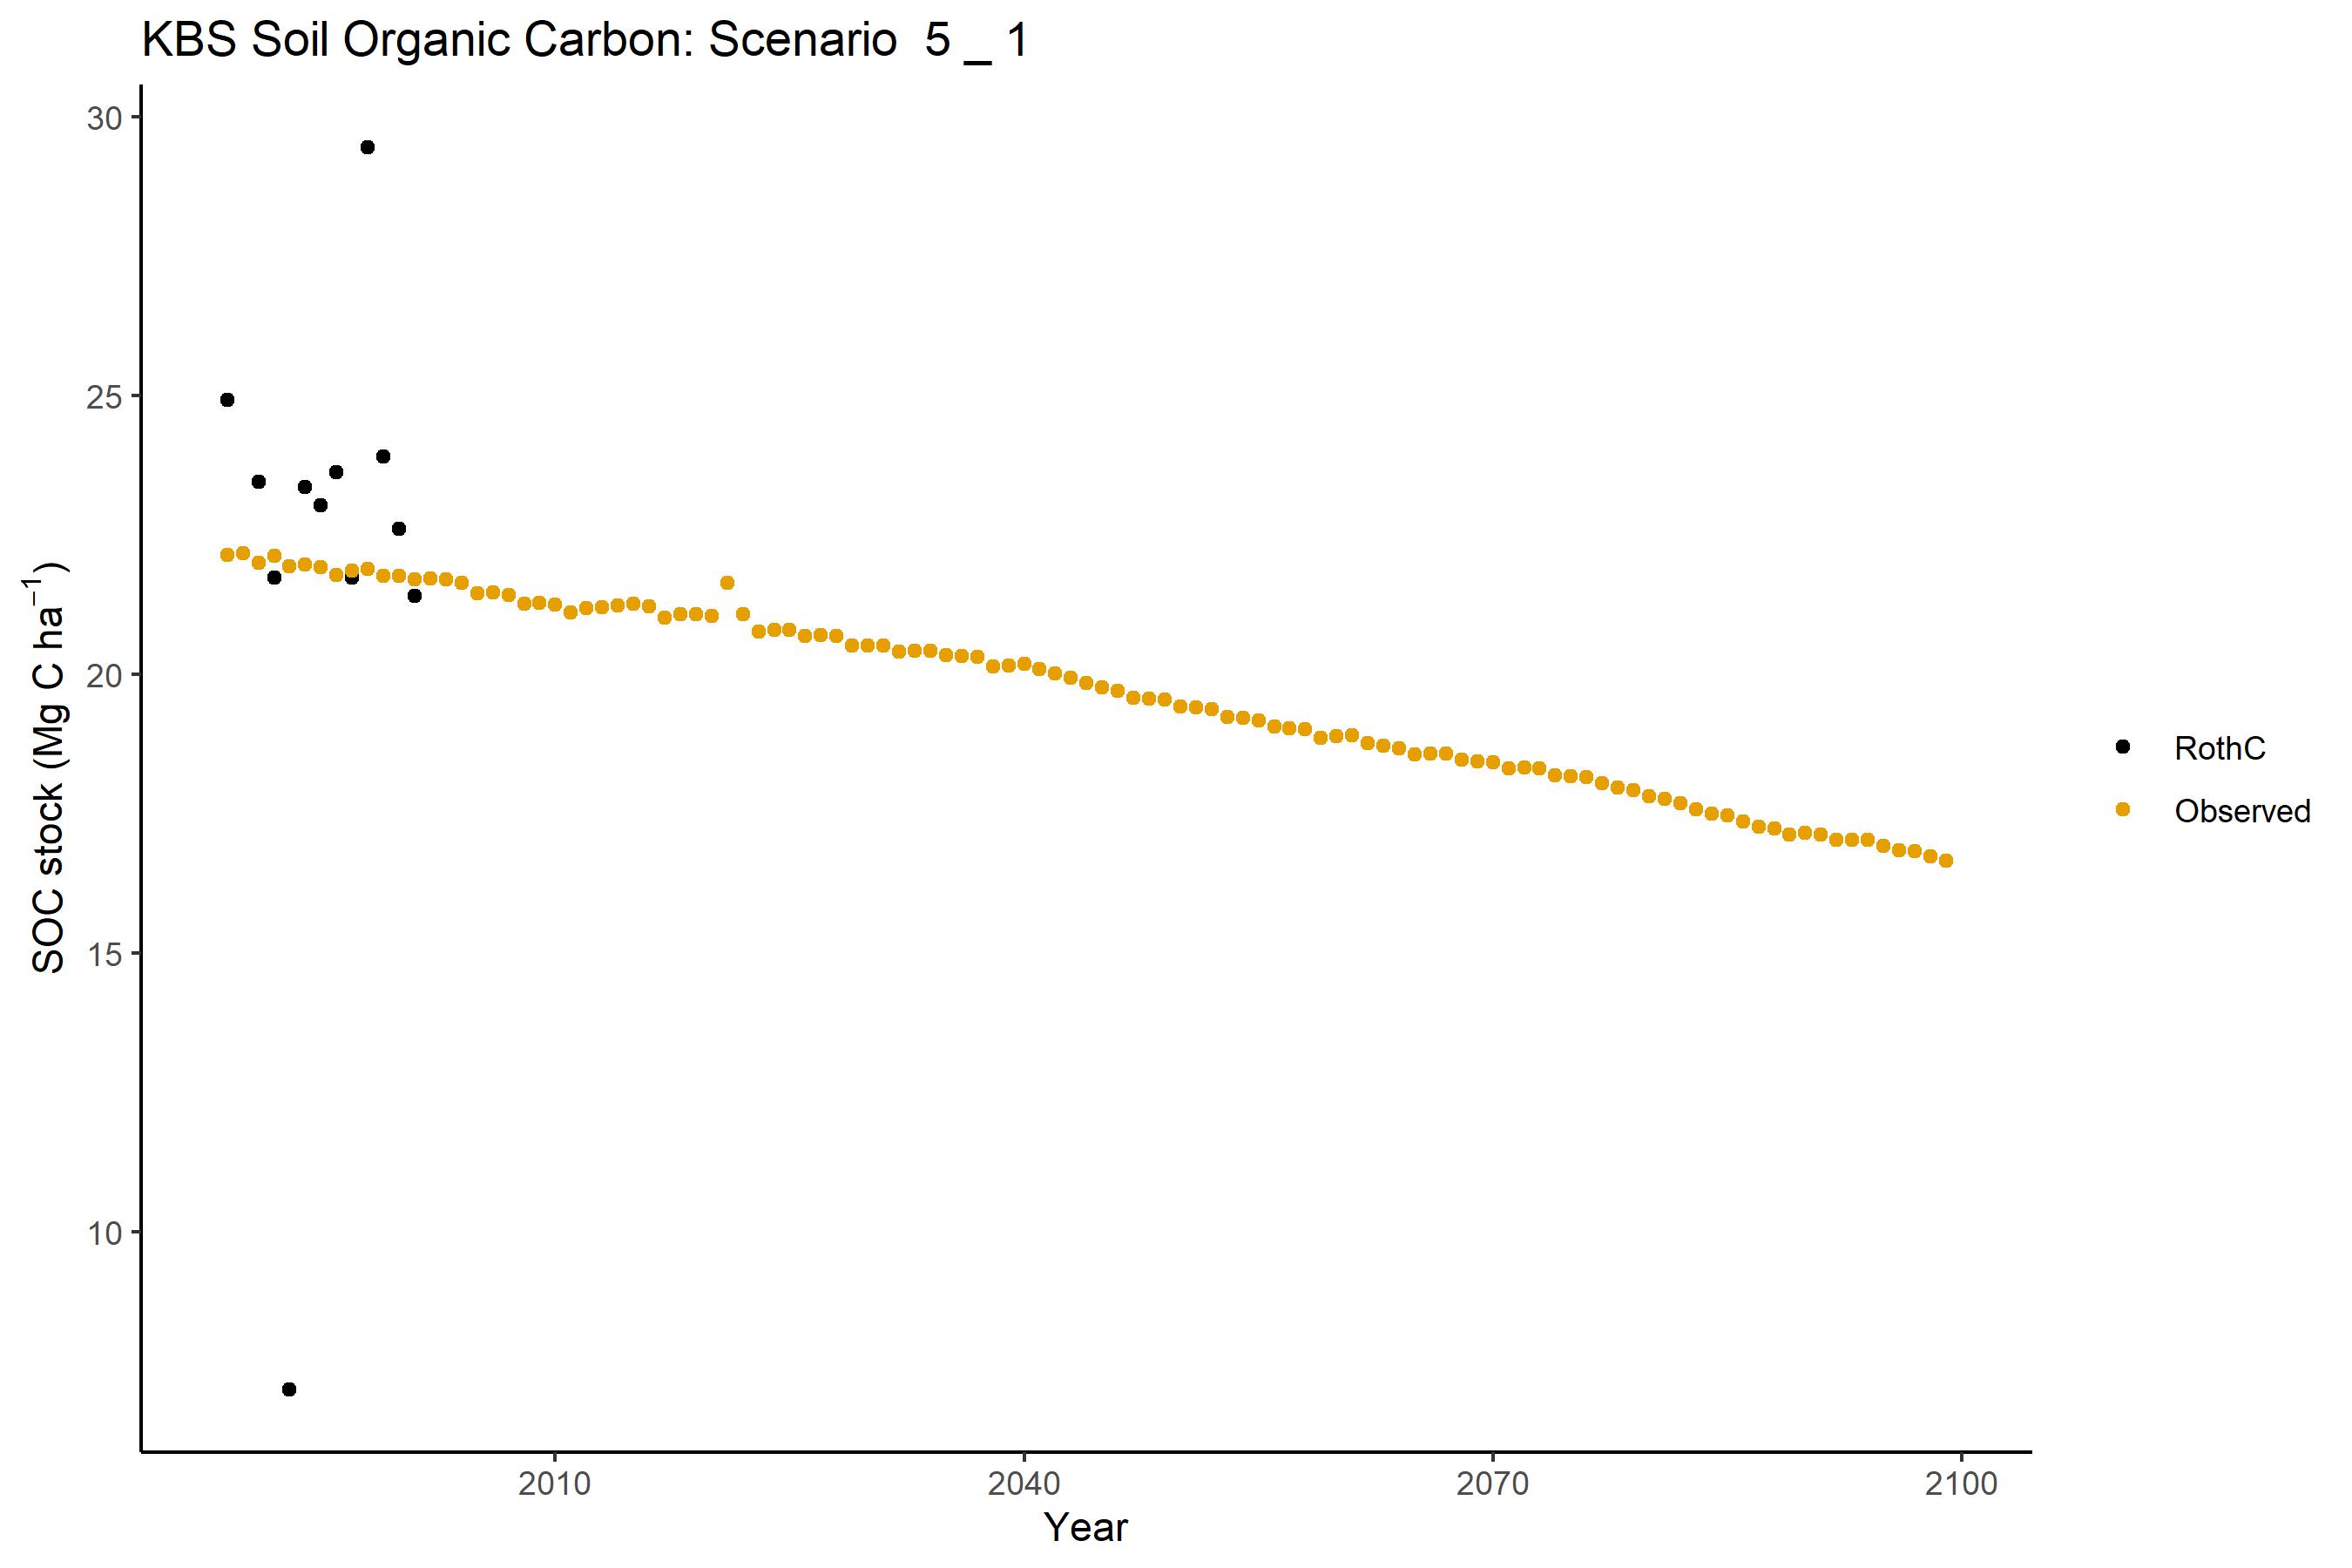 KBS Soil Organic Carbon: Scenario  5 _ 1
30
25
20
15
10
SOC stock (Mg C ha⁻¹)
RothC
Observed
2010 2040 2070 2100
Year